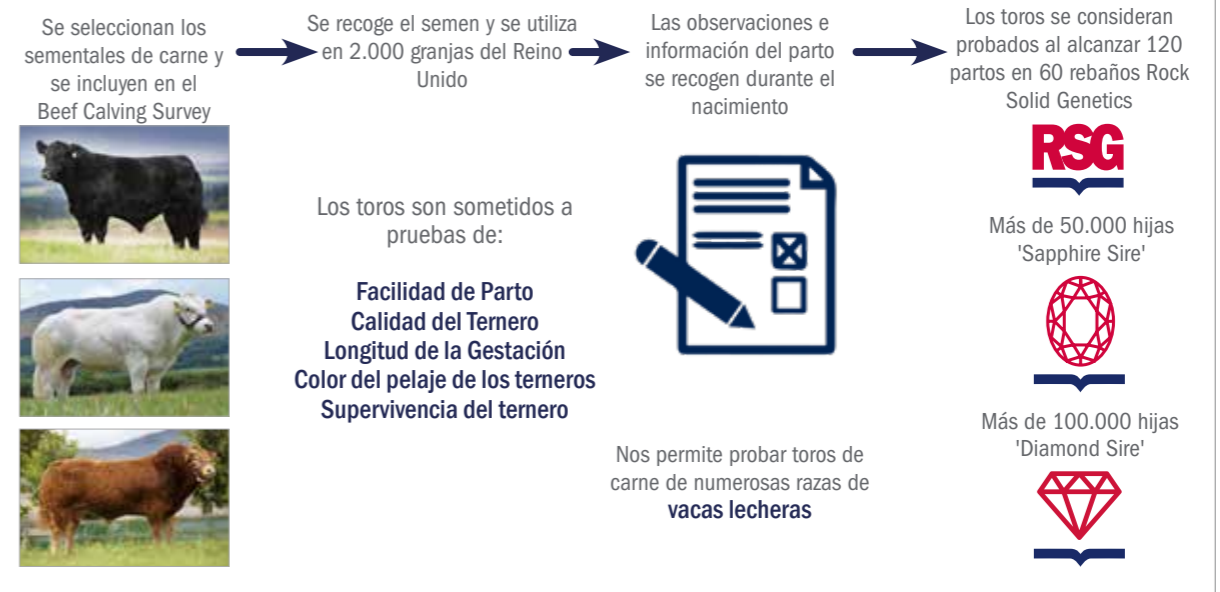 Se seleccionan los
sementales de carne y
se incluyen en el
Beef Calving Survey
Se recoge el semen y se utiliza
en 2.000 granjas del Reino
Unido
Las observaciones e
información del parto
se recogen durante el
nacimiento
Los toros se consideran
probados al alcanzar 120
partos en 60 rebaños Rock
Solid Genetics
RSG
Los toros son sometidos a
pruebas de:
Facilidad de Parto
Calidad del Ternero
Longitud de la Gestación
Color del pelaje de los terneros
Supervivencia del ternero
Nos permite probar toros de
carne de numerosas razas de
vacas lecheras
Más de 50.000 hijas
'Sapphire Sire'
Más de 100.000 hijas
'Diamond Sire'